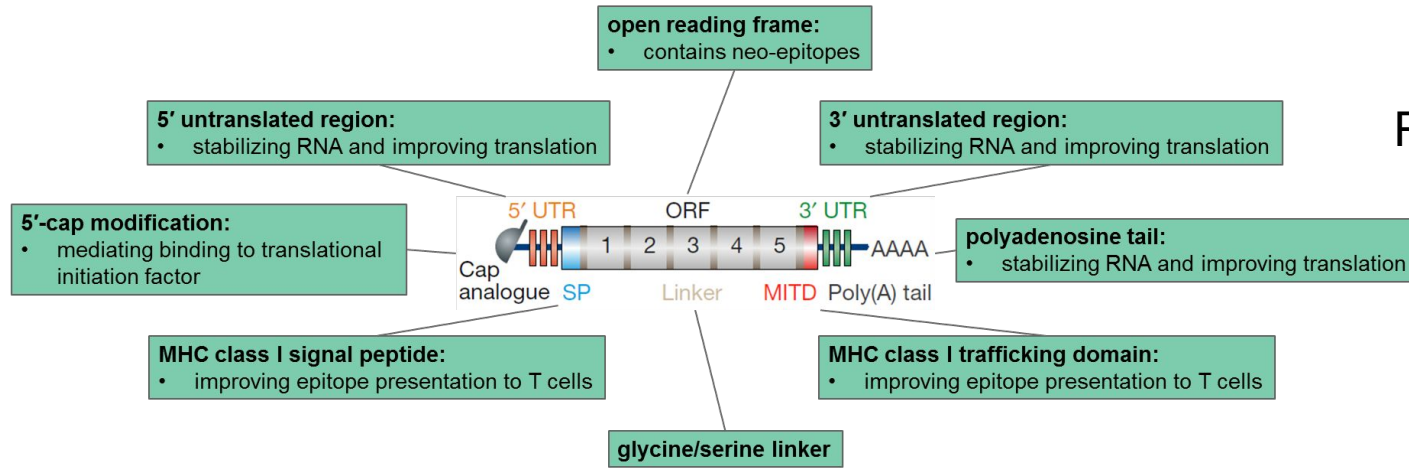 open reading frame:
• contains neo-epitopes
5′ untranslated region:
• stabilizing RNA and improving translation
3′ untranslated region:
• stabilizing RNA and improving translation
F
5′-cap modification:
• mediating binding to translational
initiation factor
5′ UTR ORF 3′ UTR
1 2 3 4 5 AAAA
Cap
analogue SP Linker MITD Poly(A) tail
polyadenosine tail:
• stabilizing RNA and improving translation
MHC class I signal peptide:
• improving epitope presentation to T cells
MHC class I trafficking domain:
• improving epitope presentation to T cells
glycine/serine linker